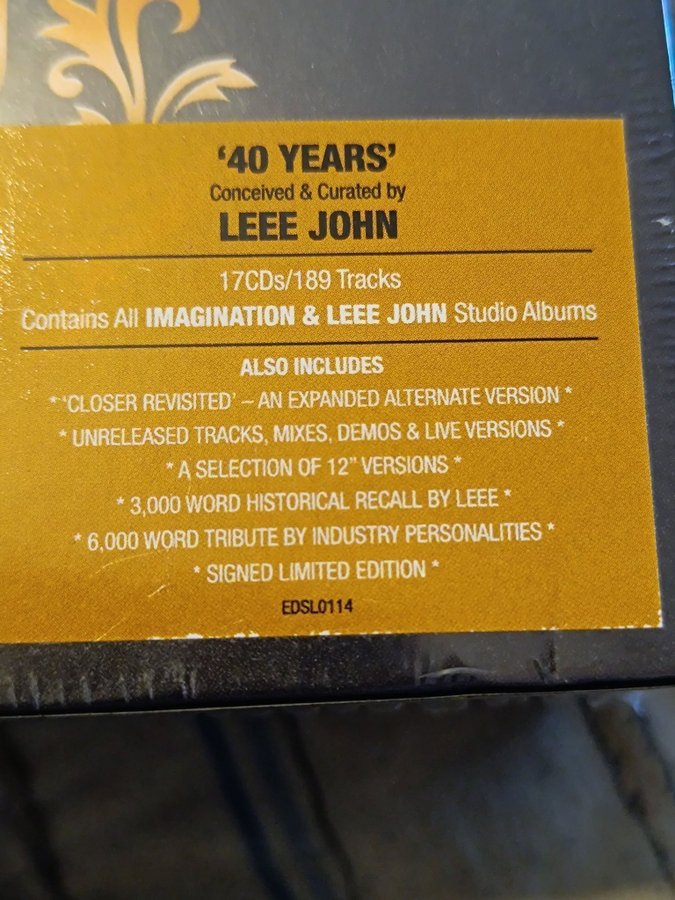 ‘40 YEARS’
Conceived & Curated by
LEEE JOHN
17CDs/189 Tracks
Contains All IMAGINATION & LEEE JOHN Studio Albums
ALSO INCLUDES
* ‘CLOSER REVISITED’ – AN EXPANDED ALTERNATE VERSION *
* UNRELEASED TRACKS, MIXES, DEMOS & LIVE VERSIONS *
* A SELECTION OF 12” VERSIONS *
* 3,000 WORD HISTORICAL RECALL BY LEEE *
* 6,000 WORD TRIBUTE BY INDUSTRY PERSONALITIES *
* SIGNED LIMITED EDITION *
EDSL0114